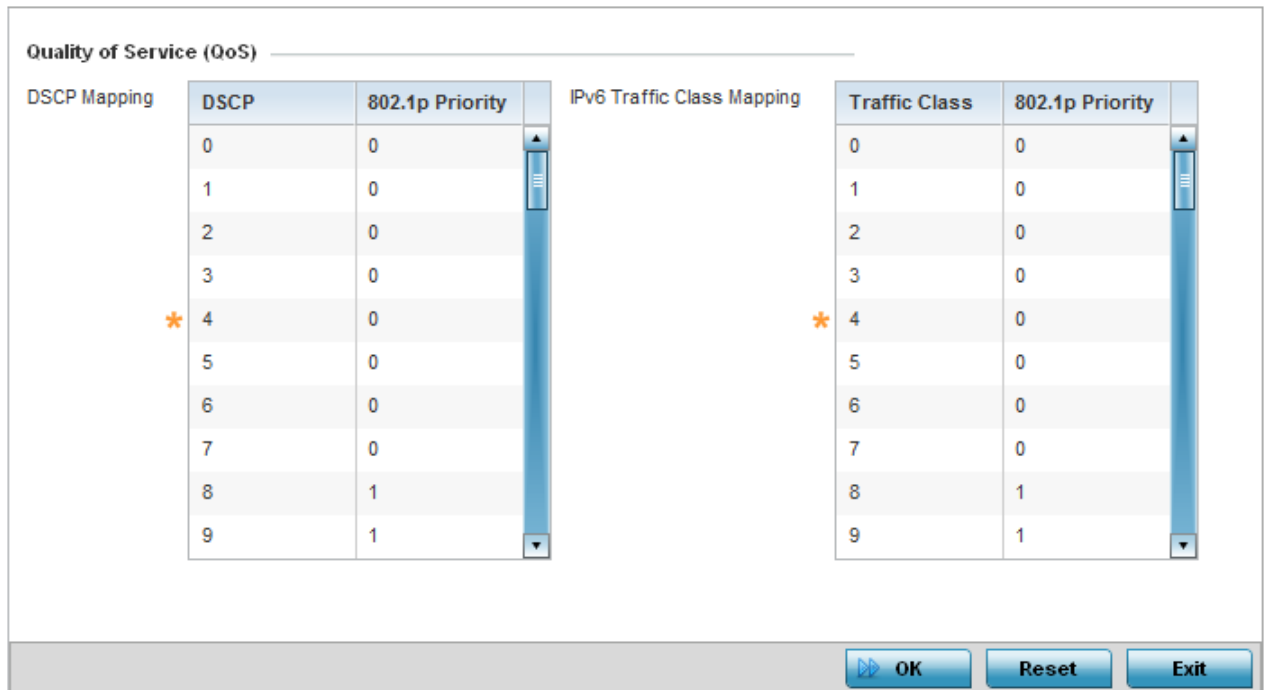 Quality of Service (QoS)
DSCP Mapping
DSCP 802.1p Priority
0 0
1 0
2 0
3 0
* 4 0
5 0
6 0
7 0
8 1
9 1
IPv6 Traffic Class Mapping
Traffic Class 802.1p Priority
0 0
1 0
2 0
3 0
* 4 0
5 0
6 0
7 0
8 1
9 1
OK Reset Exit